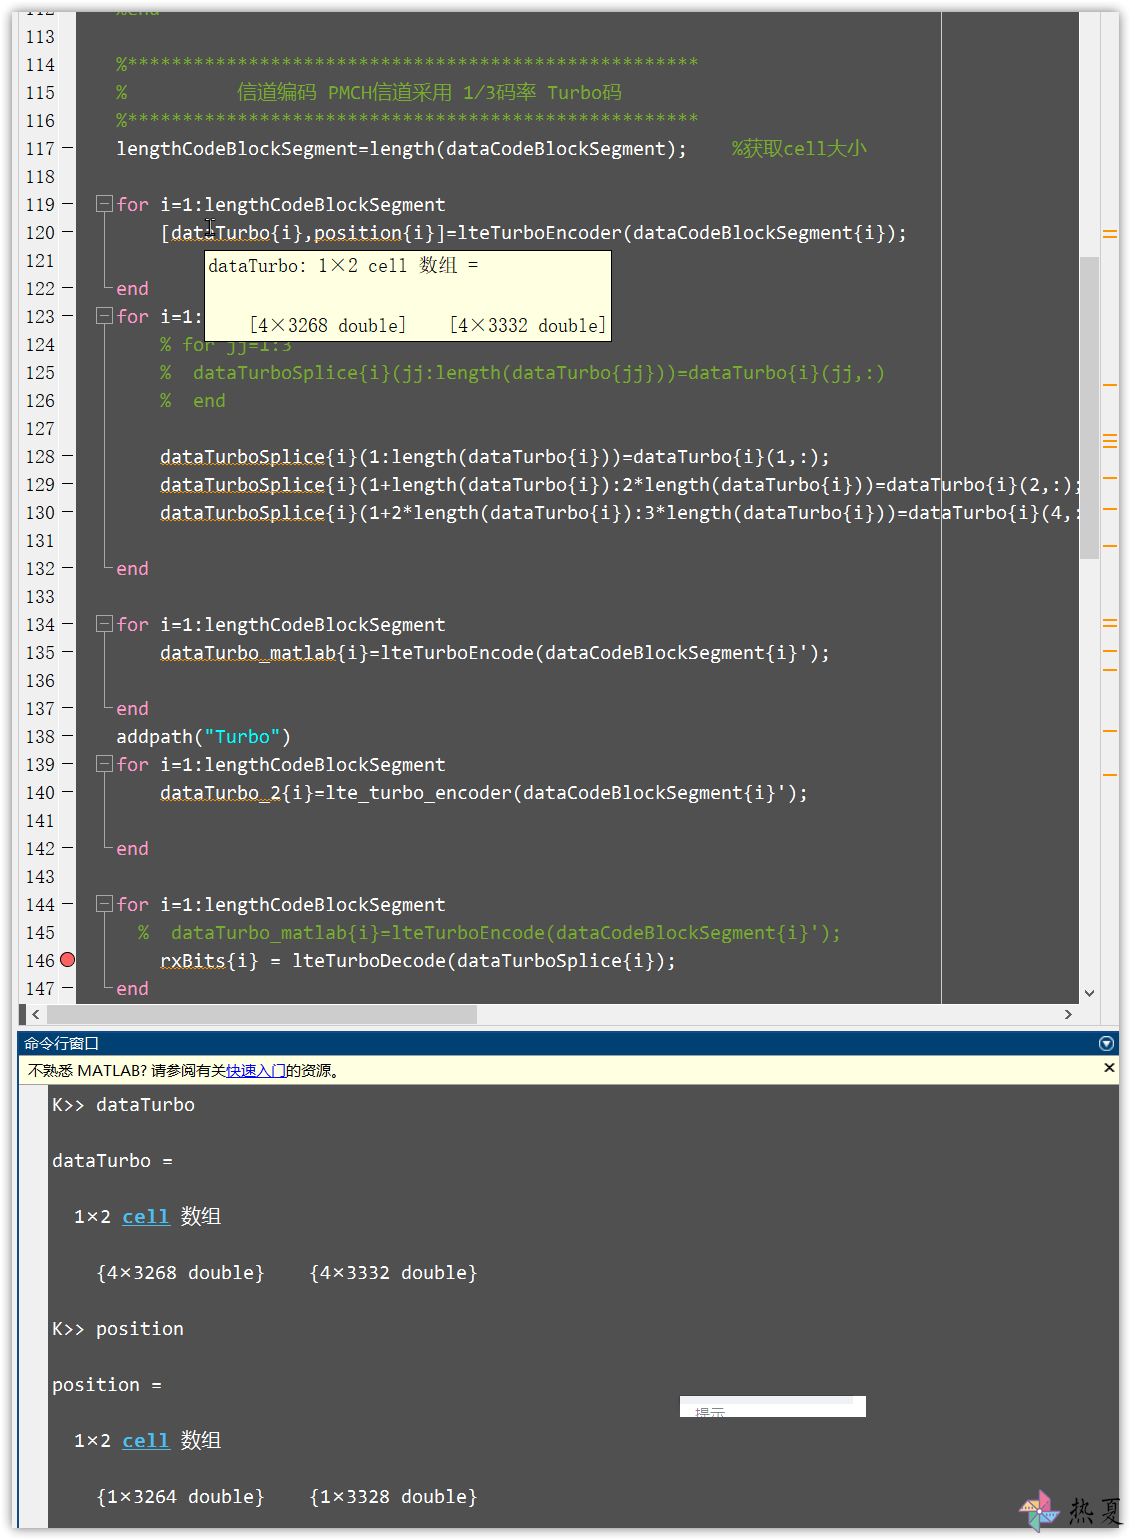 112 %end
113
114 %****************************************************
115 % 信道编码 PMCH信道采用 1/3码率 Turbo码
116 %****************************************************
117 lengthCodeBlockSegment=length(dataCodeBlockSegment); %获取cell大小
118
119 for i=1:lengthCodeBlockSegment
120 [dataTurbo{i},position{i}]=lteTurboEncoder(dataCodeBlockSegment{i});
121
dataTurbo: 1×2 cell 数组 =
122 end
123 for i=1:
[4×3268 double] [4×3332 double]
124 % for jj=1:3
125 % dataTurboSplice{i}(jj:length(dataTurbo{jj}))=dataTurbo{i}(jj,:)
126 % end
127
128 dataTurboSplice{i}(1:length(dataTurbo{i}))=dataTurbo{i}(1,:);
129 dataTurboSplice{i}(1+length(dataTurbo{i}):2*length(dataTurbo{i}))=dataTurbo{i}(2,:);
130 dataTurboSplice{i}(1+2*length(dataTurbo{i}):3*length(dataTurbo{i}))=dataTurbo{i}(4,:
131
132 end
133
134 for i=1:lengthCodeBlockSegment
135 dataTurbo_matlab{i}=lteTurboEncode(dataCodeBlockSegment{i}');
136
137 end
138 addpath("Turbo")
139 for i=1:lengthCodeBlockSegment
140 dataTurbo_2{i}=lte_turbo_encoder(dataCodeBlockSegment{i}');
141
142 end
143
144 for i=1:lengthCodeBlockSegment
145 % dataTurbo_matlab{i}=lteTurboEncode(dataCodeBlockSegment{i}');
146 rxBits{i} = lteTurboDecode(dataTurboSplice{i});
147 end
命令行窗口
不熟悉 MATLAB? 请参阅有关快速入门的资源。
K>> dataTurbo
dataTurbo =
1×2 cell 数组
{4×3268 double} {4×3332 double}
K>> position
position =
提示
1×2 cell 数组
{1×3264 double} {1×3328 double}
热夏